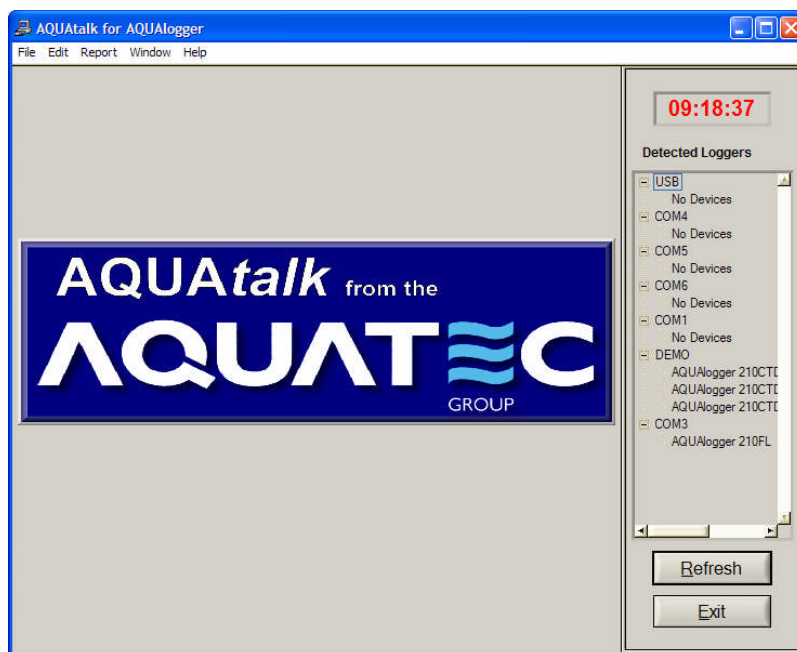 AQUAtalk for AQUAlogger
File Edit Report Window Help
09:18:37
Detected Loggers
USB
No Devices
COM4
No Devices
COM5
No Devices
COM6
No Devices
COM1
No Devices
DEMO
AQUAlogger 210CTD
AQUAlogger 210CTD
AQUAlogger 210CTD
COM3
AQUAlogger 210FL
AQUAtalk from the
AQUATEC
GROUP
Refresh
Exit